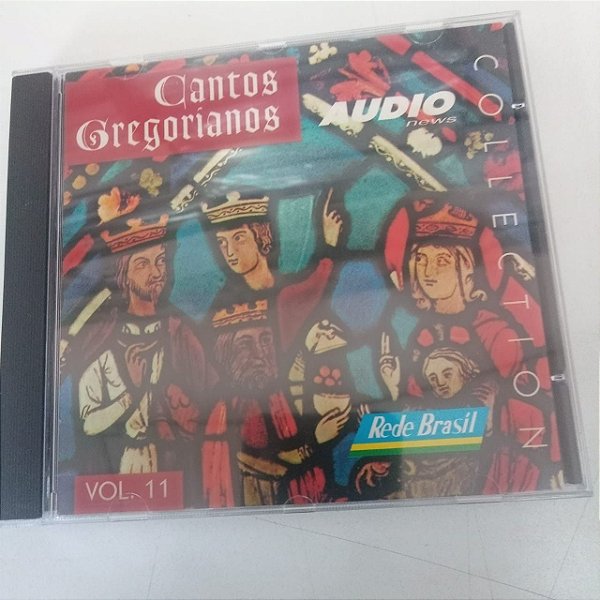 Cantos
Gregorianos
AUDIO
news
COLLECTION
Rede Brasil
VOL. 11